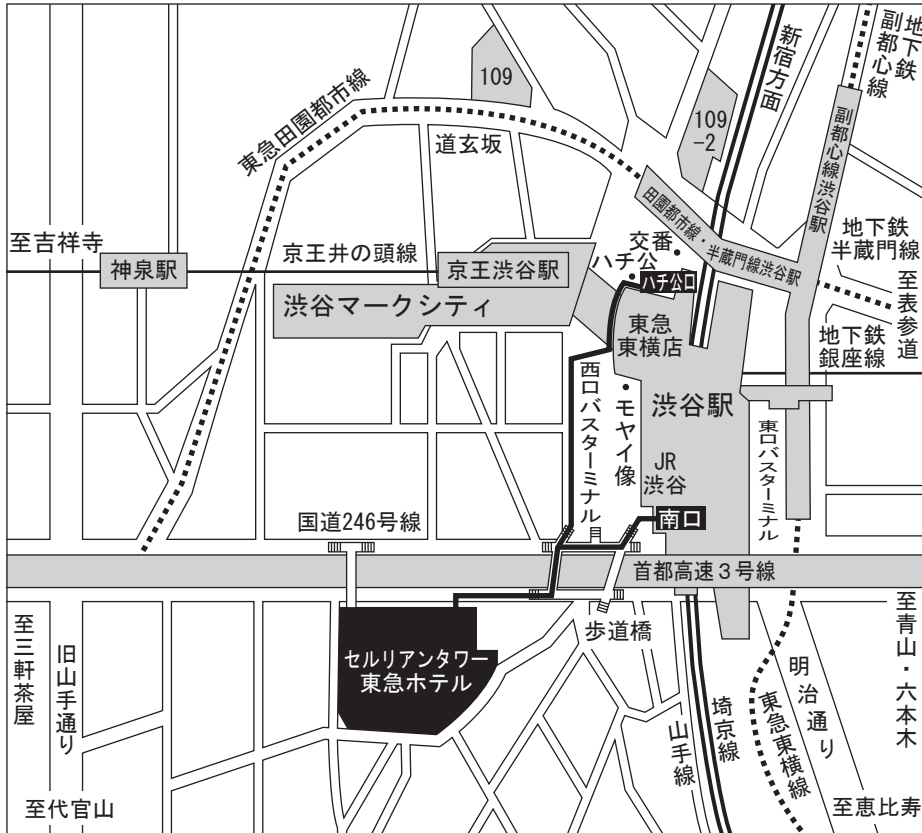 109
109
-2
新宿方面
地下鉄
副都心線
副都心線渋谷駅
東急田園都市線
道玄坂
田園都市線・半蔵門線渋谷駅
地下鉄
半蔵門線
至表参道
地下鉄
銀座線
至吉祥寺
神泉駅
京王井の頭線
京王渋谷駅
渋谷マークシティ
交番・
ハチ公・
ハチ公口
東急
東横店
西口バスターミナル
・モヤイ像
渋谷駅
JR
渋谷
東口バスターミナル
南口
国道246号線
首都高速3号線
歩道橋
セルリアンタワー
東急ホテル
至三軒茶屋
旧山手通り
至代官山
山手線
埼京線
東急東横線
明治通り
至青山・六本木
至恵比寿